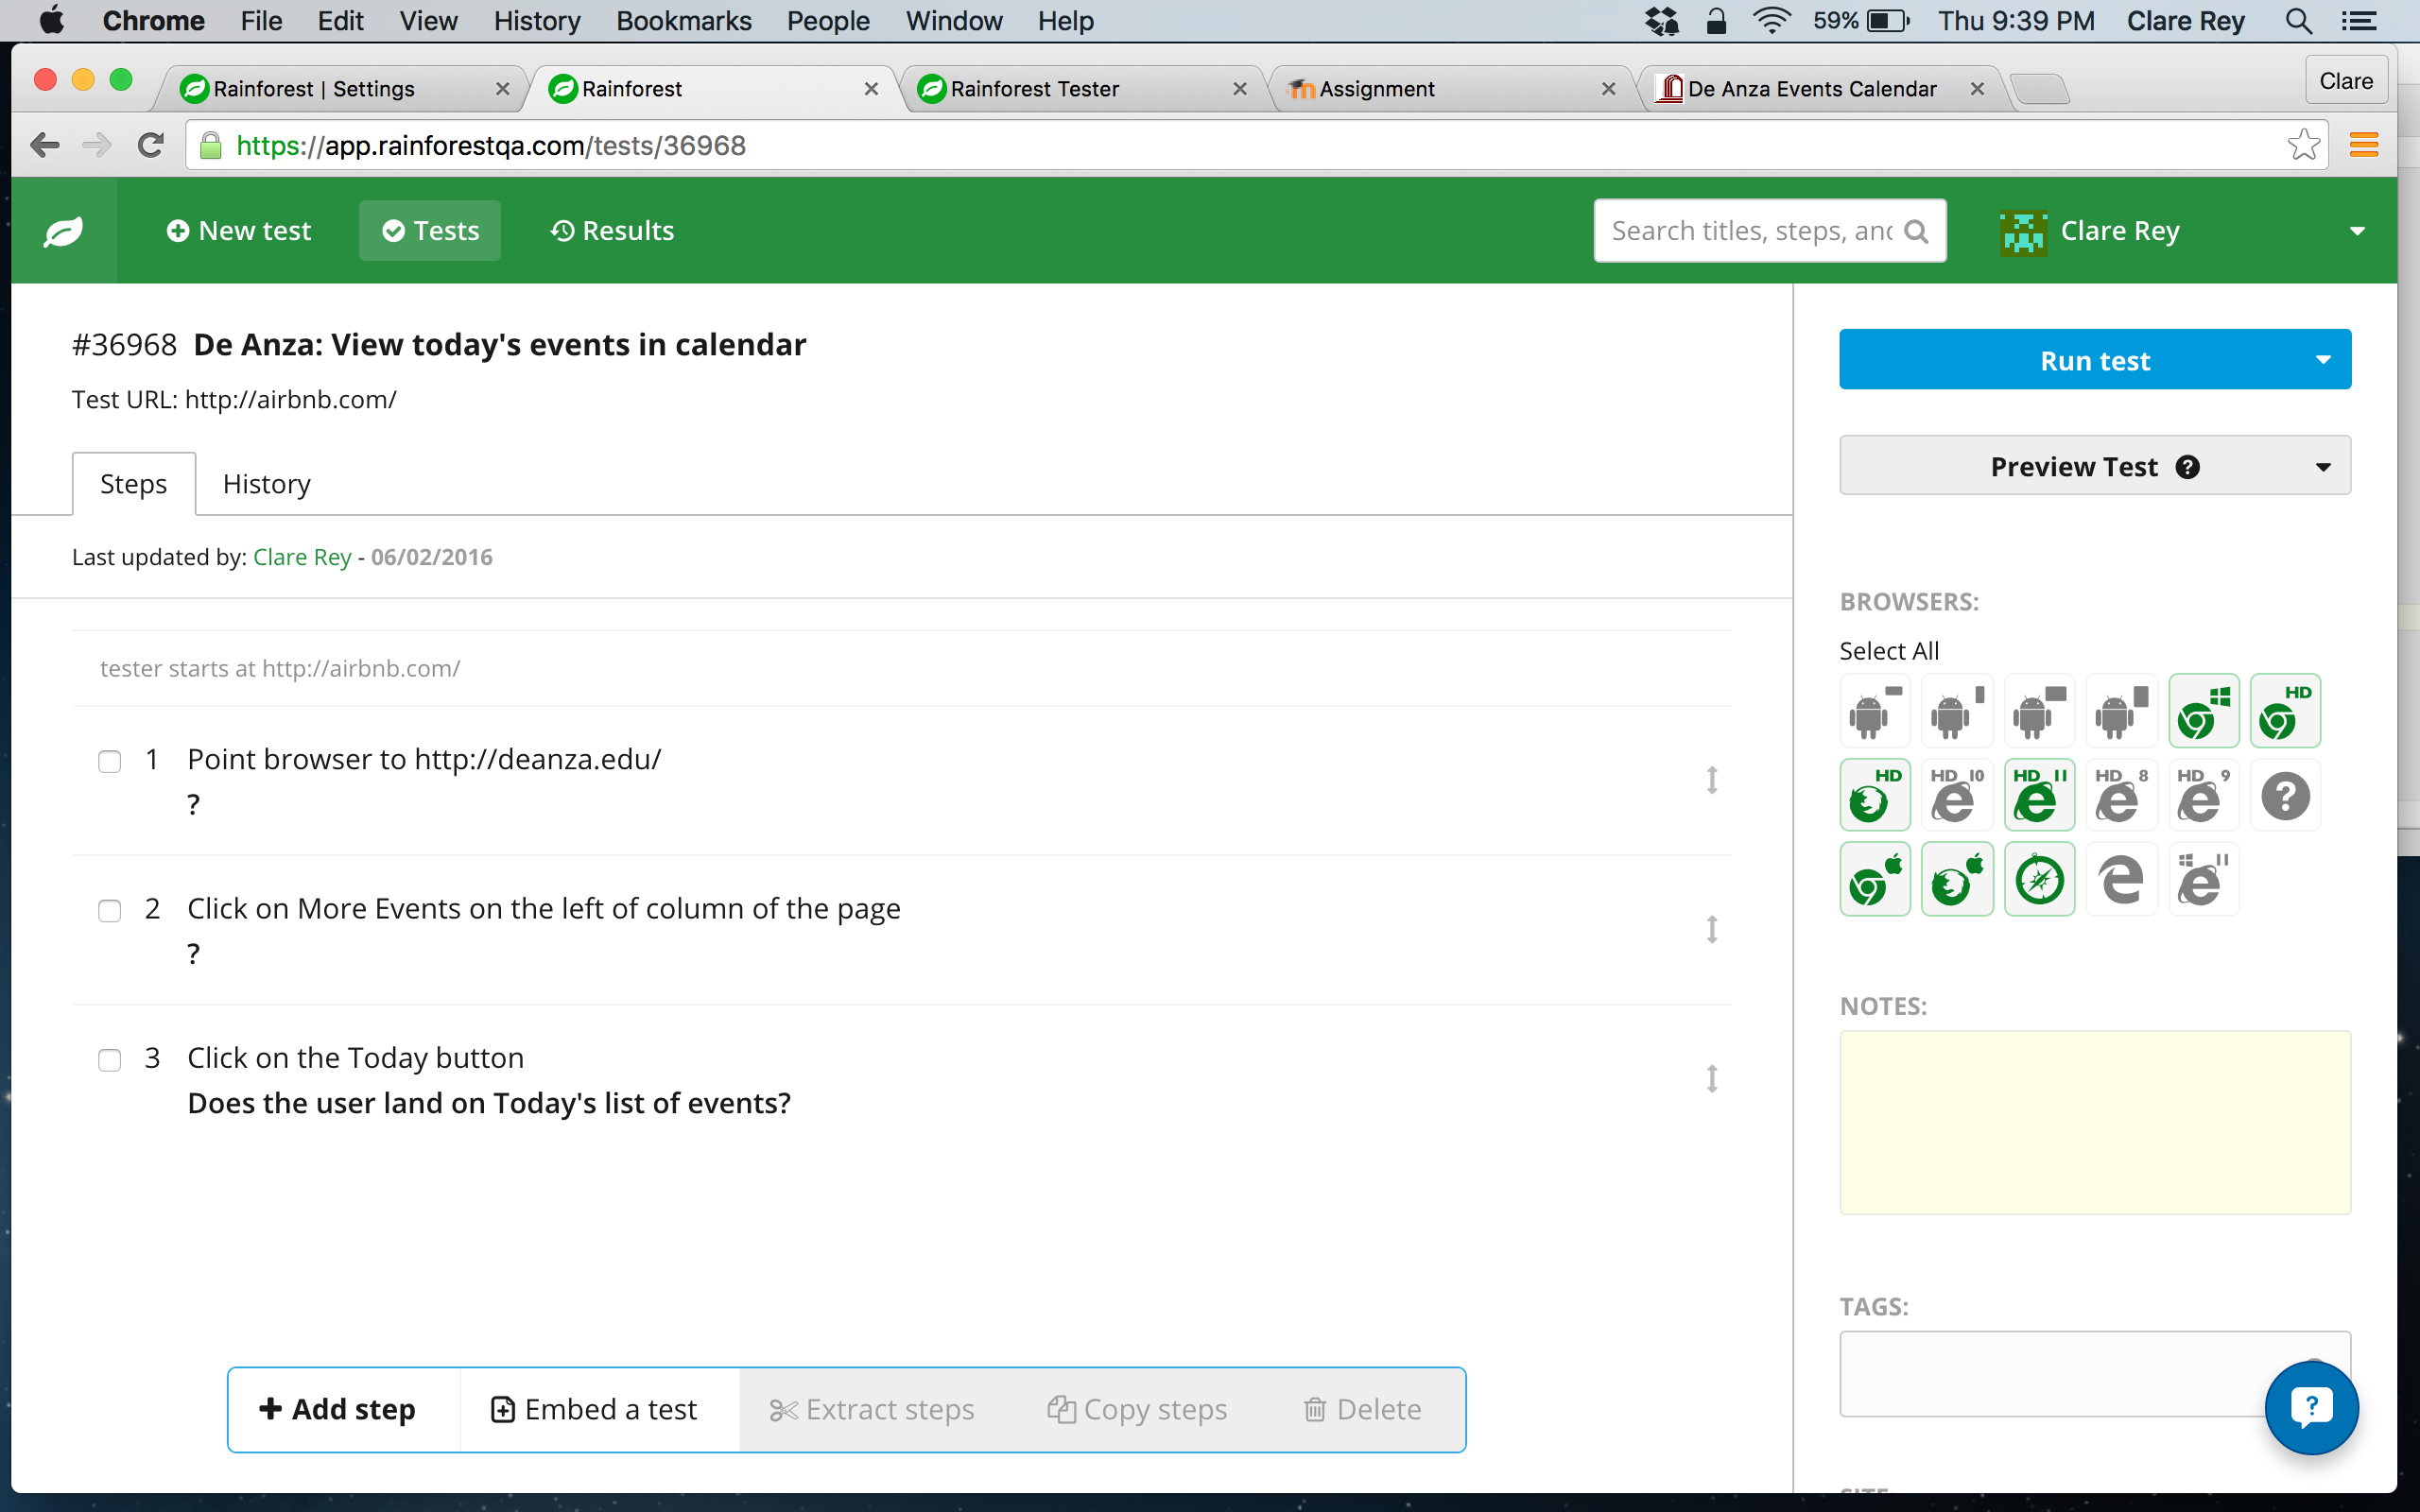 Chrome File Edit View History Bookmarks People Window Help 59% Thu 9:39 PM Clare Rey
Rainforest | Settings Rainforest Rainforest Tester Assignment De Anza Events Calendar Clare
https://app.rainforestqa.com/tests/36968
New test Tests Results Search titles, steps, anc Clare Rey
#36968 De Anza: View today's events in calendar
Test URL: http://airbnb.com/
Steps History
Last updated by: Clare Rey - 06/02/2016
tester starts at http://airbnb.com/
1 Point browser to http://deanza.edu/
?
2 Click on More Events on the left of column of the page
?
3 Click on the Today button
Does the user land on Today's list of events?
Add step Embed a test Extract steps Copy steps Delete
Run test
Preview Test ?
BROWSERS:
Select All
HD
HD HD 10 HD 11 HD 8 HD 9 ?
11
NOTES:
TAGS:
?